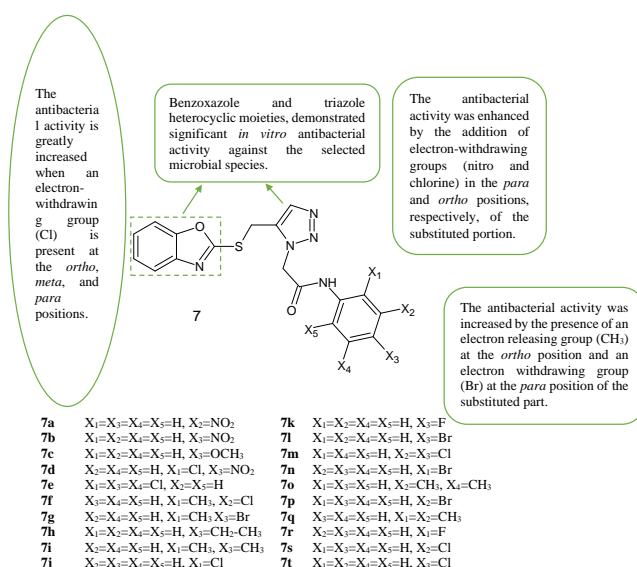 The
antibacteria
l activity is
greatly
increased when
an
electron-
withdrawin
g group
(Cl) is
present at
the ortho,
meta, and
para
positions.
Benzoxazole and triazole
heterocyclic moieties, demonstrated
significant in vitro antibacterial
activity against the selected
microbial species.
The antibacterial
activity was enhanced
by the addition of
electron-withdrawing
groups (nitro and
chlorine) in the para
and ortho positions,
respectively, of the
substituted portion.
O
N
S
N
N
N
O
NH
X₁
X₂
X₃
X₄
X₅
7
The antibacterial activity was
increased by the presence of an
electron releasing group (CH₃)
at the ortho position and an
electron withdrawing group
(Br) at the para position of the
substituted part.
7a X₁=X₃=X₄=X₅=H, X₂=NO₂
7b X₁=X₂=X₄=X₅=H, X₃=NO₂
7c X₁=X₂=X₄=X₅=H, X₃=OCH₃
7d X₂=X₄=X₅=H, X₁=Cl, X₃=NO₂
7e X₁=X₃=X₄=Cl, X₂=X₅=H
7f X₃=X₄=X₅=H, X₁=CH₃, X₂=Cl
7g X₂=X₄=X₅=H, X₁=CH₃ X₃=Br
7h X₁=X₂=X₄=X₅=H, X₃=CH₂-CH₃
7i X₂=X₄=X₅=H, X₁=CH₃, X₃=CH₃
7j X₂=X₃=X₄=X₅=H, X₁=Cl
7k X₁=X₂=X₄=X₅=H, X₃=F
7l X₁=X₂=X₄=X₅=H, X₃=Br
7m X₁=X₄=X₅=H, X₂=X₃=Cl
7n X₂=X₃=X₄=X₅=H, X₁=Br
7o X₁=X₃=X₅=H, X₂=CH₃, X₄=CH₃
7p X₁=X₃=X₄=X₅=H, X₂=Br
7q X₃=X₄=X₅=H, X₁=X₂=CH₃
7r X₂=X₃=X₄=X₅=H, X₁=F
7s X₁=X₃=X₄=X₅=H, X₂=Cl
7t X₁=X₂=X₄=X₅=H, X₃=Cl